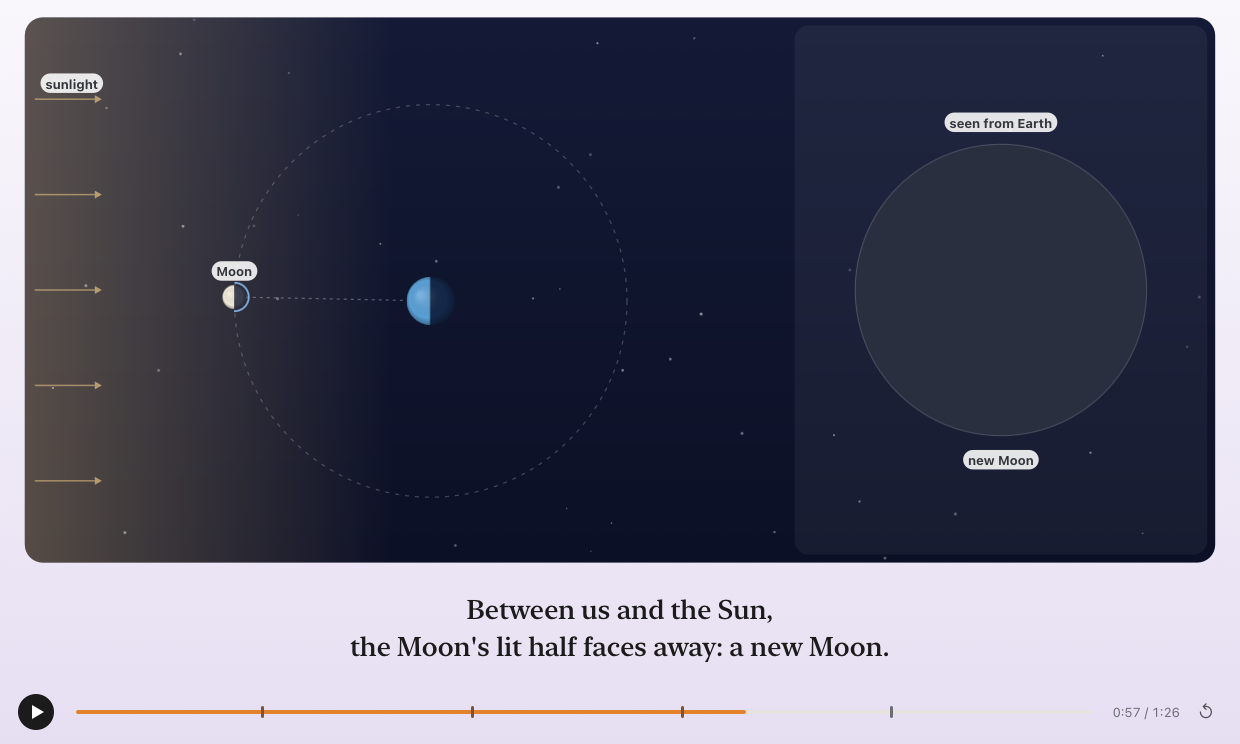 sunlight
seen from Earth
Moon
new Moon
Between us and the Sun,
the Moon's lit half faces away: a new Moon.
0:57 / 1:26